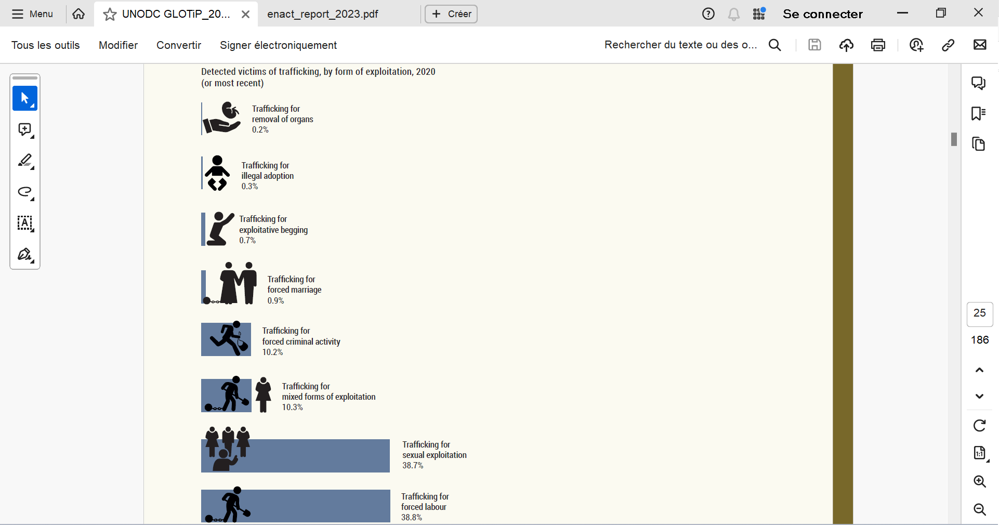 Menu
UNODC GLOTiP_20...
enact_report_2023.pdf
Créer
Se connecter
Tous les outils
Modifier
Convertir
Signer électroniquement
Rechercher du texte ou des o...
Detected victims of trafficking, by form of exploitation, 2020
(or most recent)
Trafficking for
removal of organs
0.2%
Trafficking for
illegal adoption
0.3%
Trafficking for
exploitative begging
0.7%
Trafficking for
forced marriage
0.9%
Trafficking for
forced criminal activity
10.2%
Trafficking for
mixed forms of exploitation
10.3%
Trafficking for
sexual exploitation
38.7%
Trafficking for
forced labour
38.8%
25
186
1:1